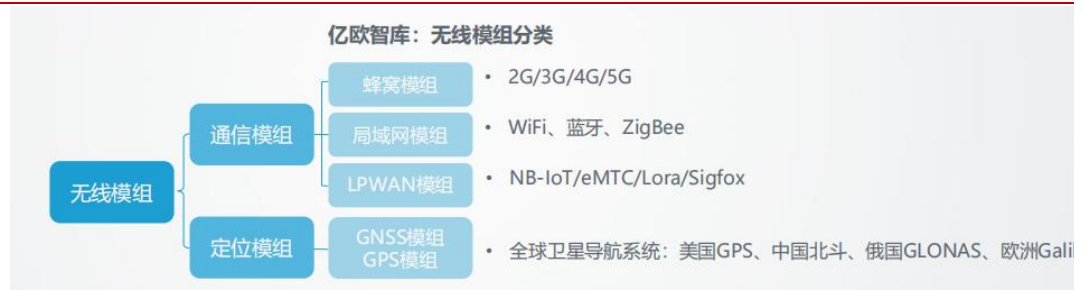 亿欧智库：无线模组分类
蜂窝模组
• 2G/3G/4G/5G
通信模组
局域网模组
• WiFi、蓝牙、ZigBee
LPWAN模组
• NB-IoT/eMTC/Lora/Sigfox
无线模组
定位模组
GNSS模组
GPS模组
• 全球卫星导航系统：美国GPS、中国北斗、俄国GLONAS、欧洲Gali